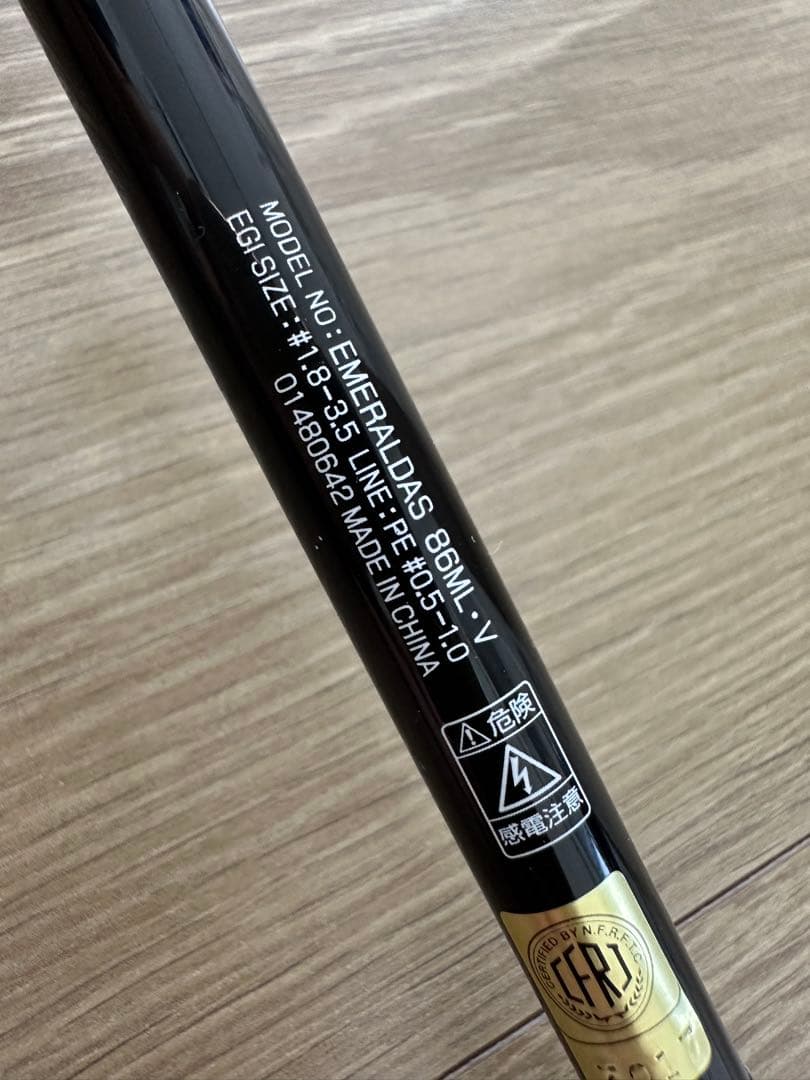 MODEL NO : EMERALDAS 86ML・V
EGI SIZE : #1.8-3.5 LINE : PE #0.5-1.0
01480642 MADE IN CHINA
危険
感電注意
CERTIFIED BY N.F.R.F.T.C
CFRJ